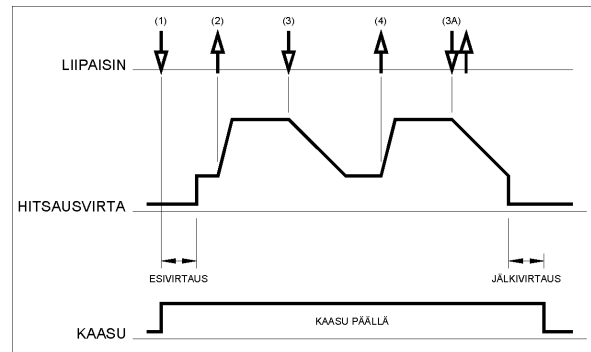 (1) (2) (3) (4) (3A)
LIIPAISIN
HITSAUSVIRTA
ESIVIRTAUS JÄLKIVIRTAUS
KAASU PÄÄLLÄ
KAASU